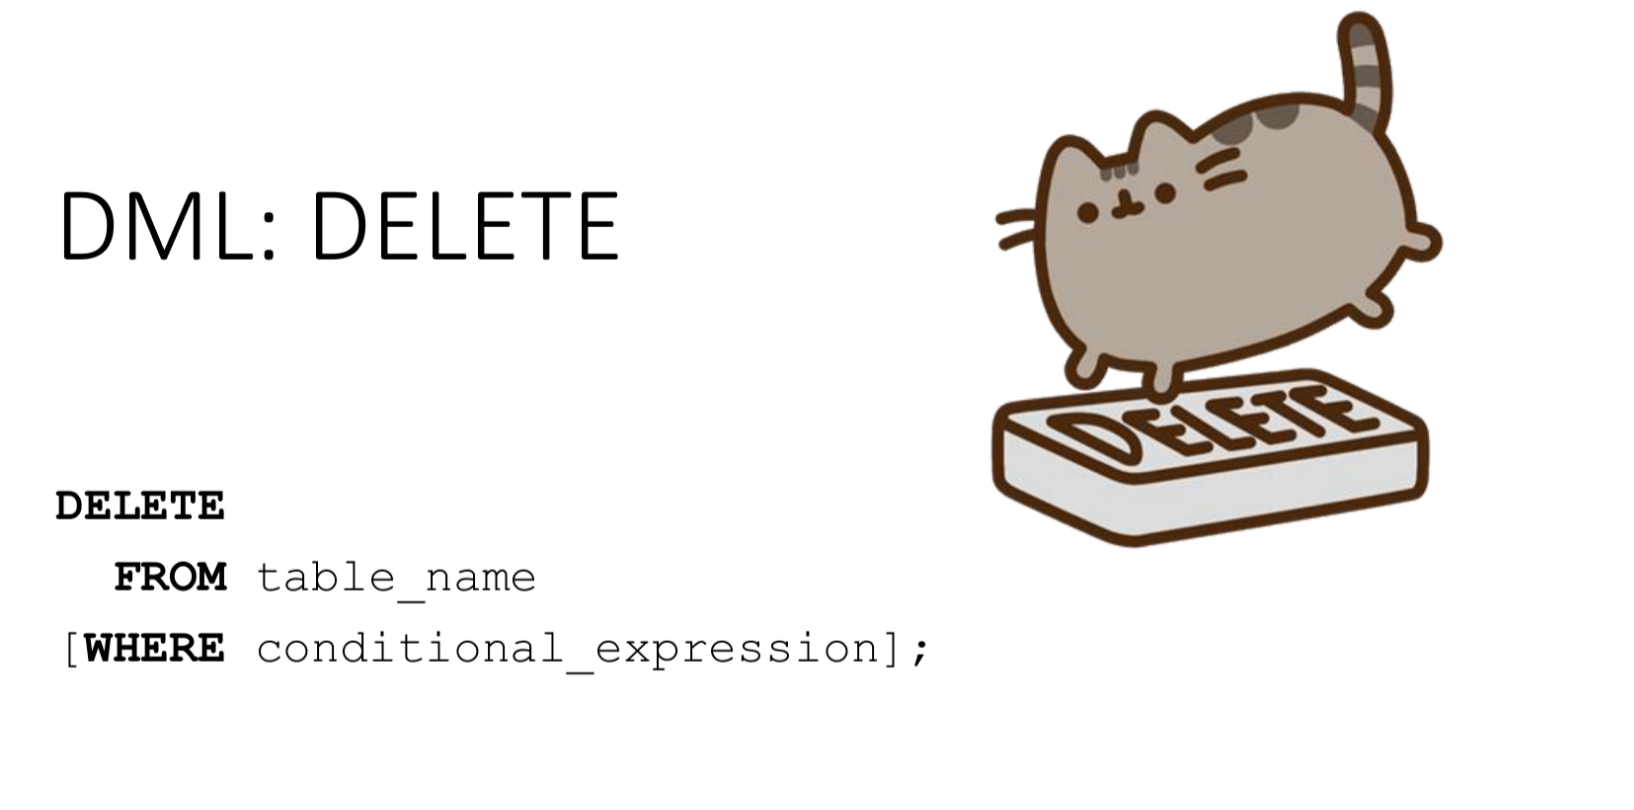 DML: DELETE
DELETE
DELETE
FROM table_name
[WHERE conditional_expression];